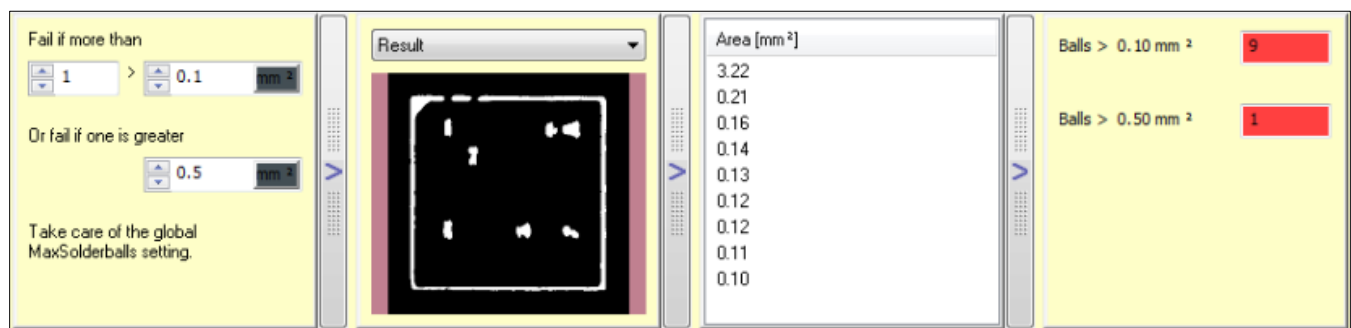 Fail if more than
1 > 0.1 mm ²
Or fail if one is greater
0.5 mm ²
Take care of the global
MaxSolderballs setting.
>
Result
>
Area [mm ²]
3.22
0.21
0.16
0.14
0.13
0.12
0.12
0.11
0.10
>
Balls > 0.10 mm ² 9
Balls > 0.50 mm ² 1